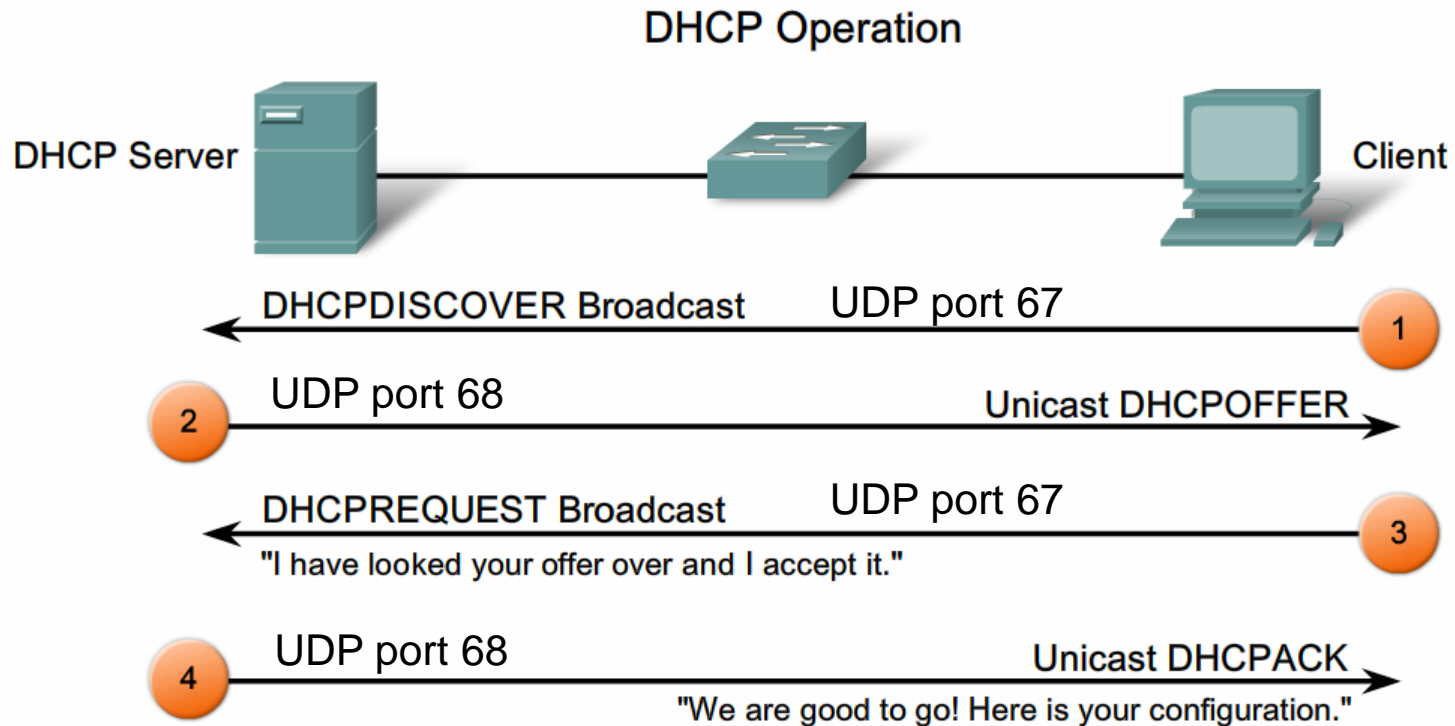 DHCP Operation
DHCP Server
Client
DHCPDISCOVER Broadcast UDP port 67
1
2
UDP port 68 Unicast DHCPOFFER
DHCPREQUEST Broadcast UDP port 67
3
"I have looked your offer over and I accept it."
4
UDP port 68 Unicast DHCPACK
"We are good to go! Here is your configuration."